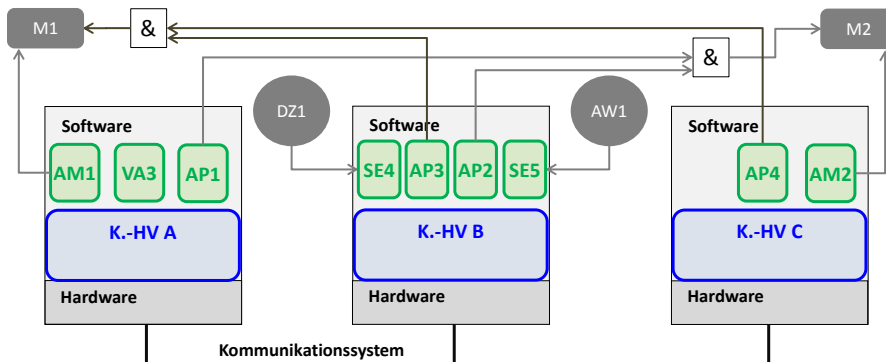 M1
&
M2
&
DZ1
AW1
Software
AM1
VA3
AP1
K.-HV A
Hardware
Software
SE4
AP3
AP2
SE5
K.-HV B
Hardware
Software
AP4
AM2
K.-HV C
Hardware
Kommunikationssystem